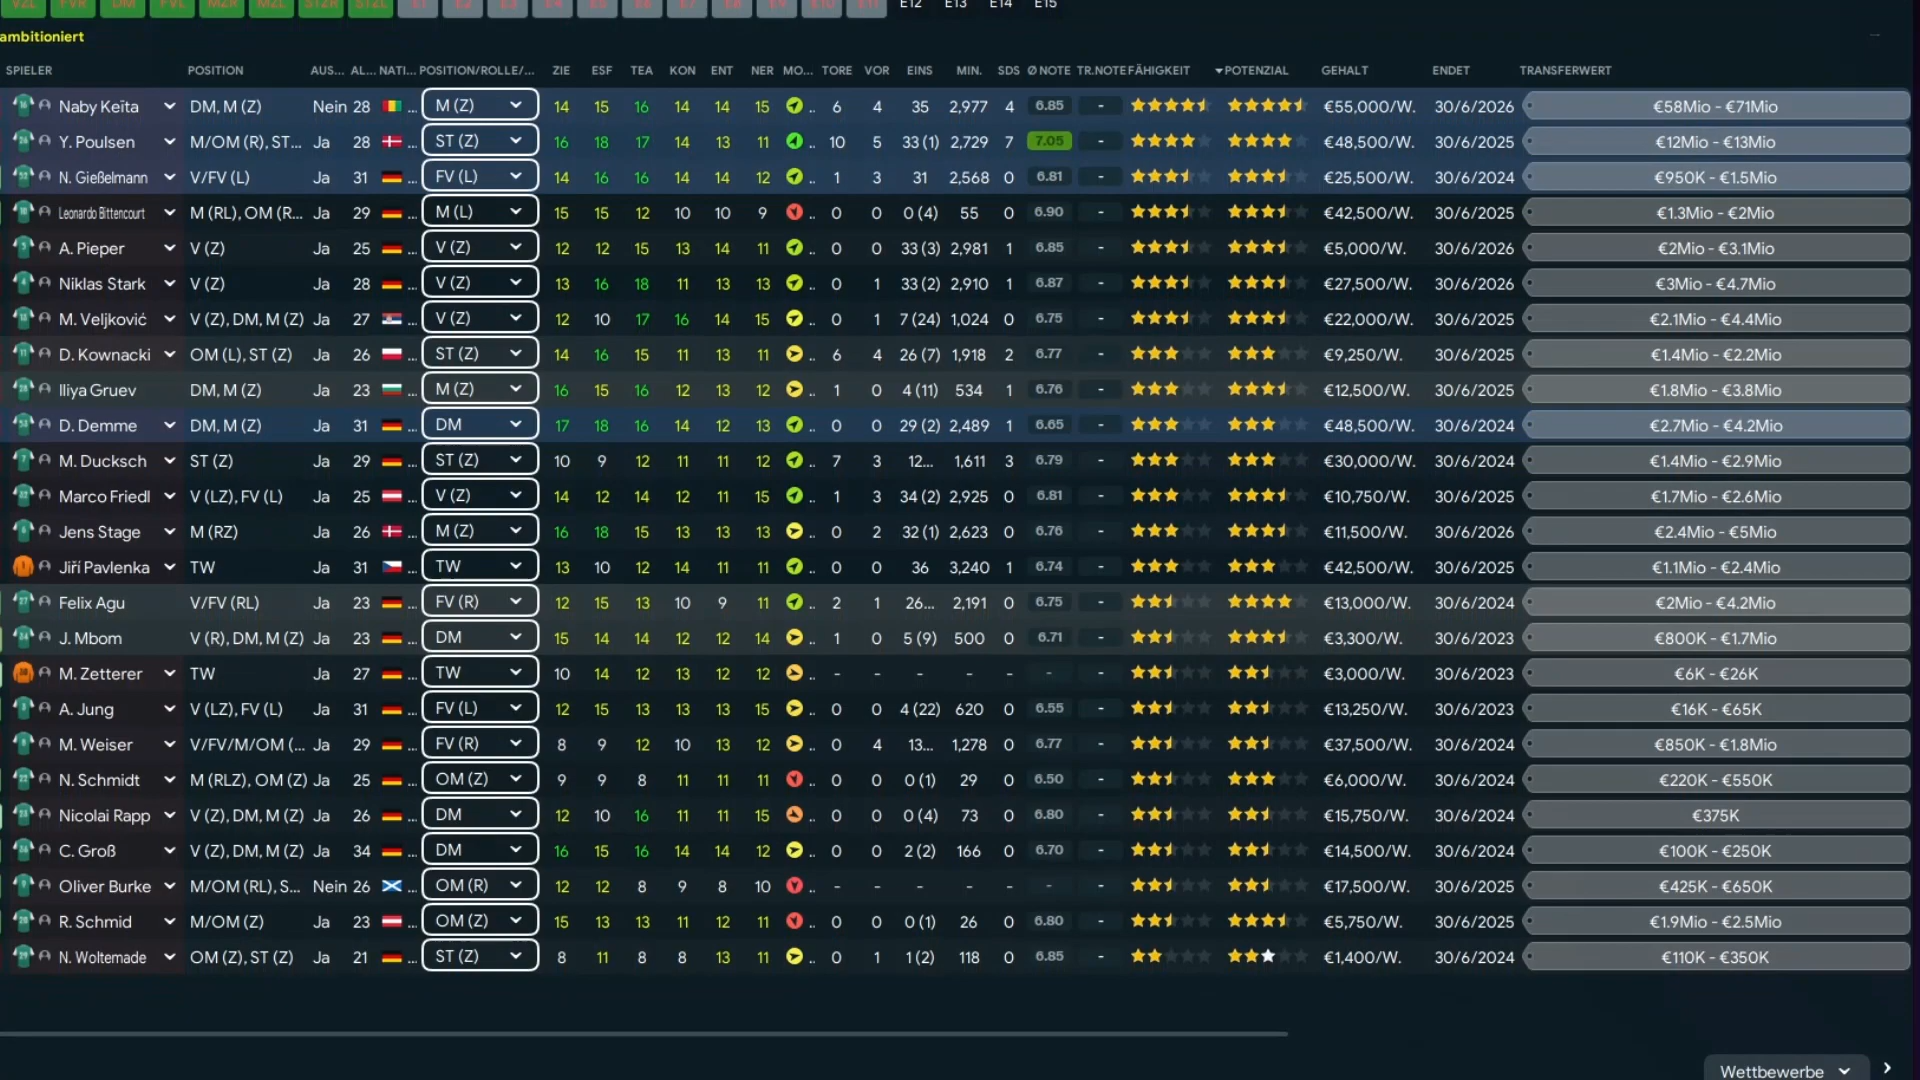 VZL FVR DM FVL MZR MZL STZR STZL E1 E2 E3 E4 E5 E6 E7 E8 E9 E10 E11 E12 E13 E14 E15
ambitioniert
SPIELER POSITION AUS... AL... NATI... POSITION/ROLLE/... ZIE ESF TEA KON ENT NER MO... TORE VOR EINS MIN. SDS Ø NOTE TR.NOTE FÄHIGKEIT POTENZIAL GEHALT ENDET TRANSFERWERT
Naby Keïta DM, M (Z) Nein 28 ... M (Z) 14 15 16 14 14 15 .. 6 4 35 2,977 4 6.85 - €55,000/W. 30/6/2026 €58Mio - €71Mio
Y. Poulsen M/OM (R), ST... Ja 28 ... ST (Z) 16 18 17 14 13 11 .. 10 5 33 (1) 2,729 7 7.05 - €48,500/W. 30/6/2026 €12Mio - €13Mio
N. Gießelmann V/FV (L) Ja 31 ... FV (L) 14 16 16 14 14 12 .. 1 3 31 2,568 0 6.81 - €25,500/W. 30/6/2024 €950K - €1.5Mio
Leonardo Bittencourt M (RL), OM (R... Ja 29 ... M (L) 15 15 12 10 10 9 .. 0 0 0 (4) 55 0 6.90 - €42,500/W. 30/6/2025 €1.3Mio - €2Mio
A. Pieper V (Z) Ja 25 ... V (Z) 12 12 15 13 14 11 .. 0 0 33 (3) 2,981 1 6.85 - €5,000/W. 30/6/2026 €2Mio - €3.1Mio
Niklas Stark V (Z) Ja 28 ... V (Z) 13 16 18 11 13 13 .. 0 1 33 (2) 2,910 1 6.87 - €27,500/W. 30/6/2026 €3Mio - €4.7Mio
M. Veljković V (Z), DM, M (Z) Ja 27 ... V (Z) 12 10 17 16 14 15 .. 0 1 7 (24) 1,024 0 6.75 - €22,000/W. 30/6/2025 €2.1Mio - €4.4Mio
D. Kownacki OM (L), ST (Z) Ja 26 ... ST (Z) 14 16 15 11 13 11 .. 6 4 26 (7) 1,918 2 6.77 - €9,250/W. 30/6/2025 €1.4Mio - €2.2Mio
Iliya Gruev DM, M (Z) Ja 23 ... M (Z) 16 15 16 12 13 12 .. 1 0 4 (11) 534 1 6.76 - €12,500/W. 30/6/2025 €1.8Mio - €3.8Mio
D. Demme DM, M (Z) Ja 31 ... DM 17 18 16 14 12 13 .. 0 0 29 (2) 2,489 1 6.65 - €48,500/W. 30/6/2024 €2.7Mio - €4.2Mio
M. Ducksch ST (Z) Ja 29 ... ST (Z) 10 9 12 11 11 12 .. 7 3 12... 1,611 3 6.79 - €30,000/W. 30/6/2024 €1.4Mio - €2.9Mio
Marco Friedl V (LZ), FV (L) Ja 25 ... V (Z) 14 12 14 12 11 15 .. 1 3 34 (2) 2,925 0 6.81 - €10,750/W. 30/6/2025 €1.7Mio - €2.6Mio
Jens Stage M (RZ) Ja 26 ... M (Z) 16 18 15 13 13 13 .. 0 2 32 (1) 2,623 0 6.76 - €11,500/W. 30/6/2026 €2.4Mio - €5Mio
Jiří Pavlenka TW Ja 31 ... TW 13 10 12 14 11 11 .. 0 0 36 3,240 1 6.74 - €42,500/W. 30/6/2025 €1.1Mio - €2.4Mio
Felix Agu V/FV (RL) Ja 23 ... FV (R) 12 15 13 10 9 11 .. 2 1 26... 2,191 0 6.75 - €13,000/W. 30/6/2024 €2Mio - €4.2Mio
J. Mbom V (R), DM, M (Z) Ja 23 ... DM 15 14 14 12 12 14 .. 1 0 5 (9) 500 0 6.71 - €3,300/W. 30/6/2023 €800K - €1.7Mio
M. Zetterer TW Ja 27 ... TW 10 14 12 13 12 12 .. - - - - - - - €3,000/W. 30/6/2023 €6K - €26K
A. Jung V (LZ), FV (L) Ja 31 ... FV (L) 12 15 13 13 13 15 .. 0 0 4 (22) 620 0 6.55 - €13,250/W. 30/6/2023 €16K - €65K
M. Weiser V/FV/M/OM (... Ja 29 ... FV (R) 8 9 12 10 13 12 .. 0 4 13... 1,278 0 6.77 - €37,500/W. 30/6/2024 €850K - €1.8Mio
N. Schmidt M (RLZ), OM (Z) Ja 25 ... OM (Z) 9 9 8 11 11 11 .. 0 0 0 (1) 29 0 6.50 - €6,000/W. 30/6/2024 €220K - €550K
Nicolai Rapp V (Z), DM, M (Z) Ja 26 ... DM 12 10 16 11 11 15 .. 0 0 0 (4) 73 0 6.80 - €15,750/W. 30/6/2024 €375K
C. Groß V (Z), DM, M (Z) Ja 34 ... DM 16 15 16 14 14 12 .. 0 0 2 (2) 166 0 6.70 - €14,500/W. 30/6/2024 €100K - €250K
Oliver Burke M/OM (RL), S... Nein 26 ... OM (R) 12 12 8 9 8 10 .. - - - - - - - €17,500/W. 30/6/2025 €425K - €650K
R. Schmid M/OM (Z) Ja 23 ... OM (Z) 15 13 13 11 12 11 .. 0 0 0 (1) 26 0 6.80 - €5,750/W. 30/6/2025 €1.9Mio - €2.5Mio
N. Woltemade OM (Z), ST (Z) Ja 21 ... ST (Z) 8 11 8 8 13 11 .. 0 1 1 (2) 118 0 6.85 - €1,400/W. 30/6/2024 €110K - €350K
Wettbewerbe